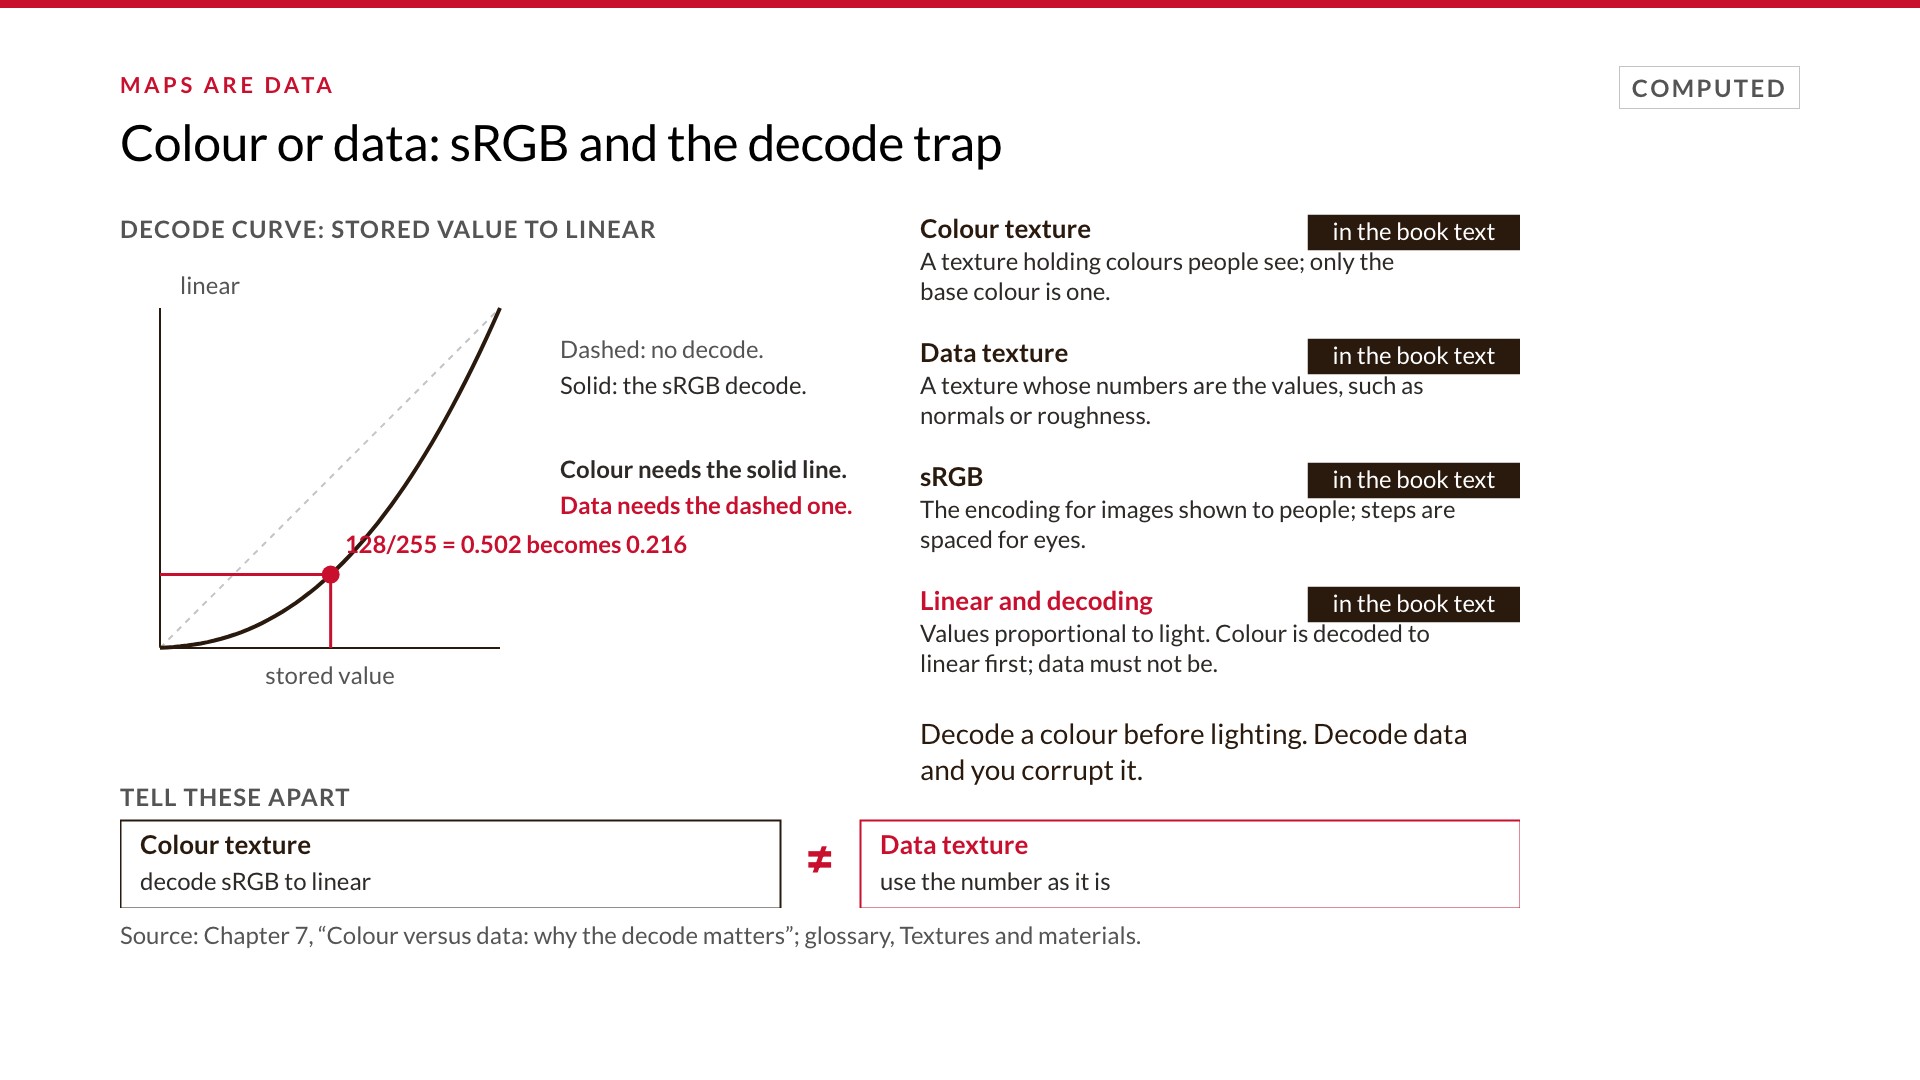 MAPS ARE DATA
COMPUTED
Colour or data: sRGB and the decode trap
DECODE CURVE: STORED VALUE TO LINEAR
linear
Dashed: no decode.
Solid: the sRGB decode.
Colour needs the solid line.
Data needs the dashed one.
128/255 = 0.502 becomes 0.216
stored value
Colour texture
in the book text
A texture holding colours people see; only the
base colour is one.
Data texture
in the book text
A texture whose numbers are the values, such as
normals or roughness.
sRGB
in the book text
The encoding for images shown to people; steps are
spaced for eyes.
Linear and decoding
in the book text
Values proportional to light. Colour is decoded to
linear first; data must not be.
Decode a colour before lighting. Decode data
and you corrupt it.
TELL THESE APART
Colour texture
decode sRGB to linear
≠
Data texture
use the number as it is
Source: Chapter 7, “Colour versus data: why the decode matters”; glossary, Textures and materials.